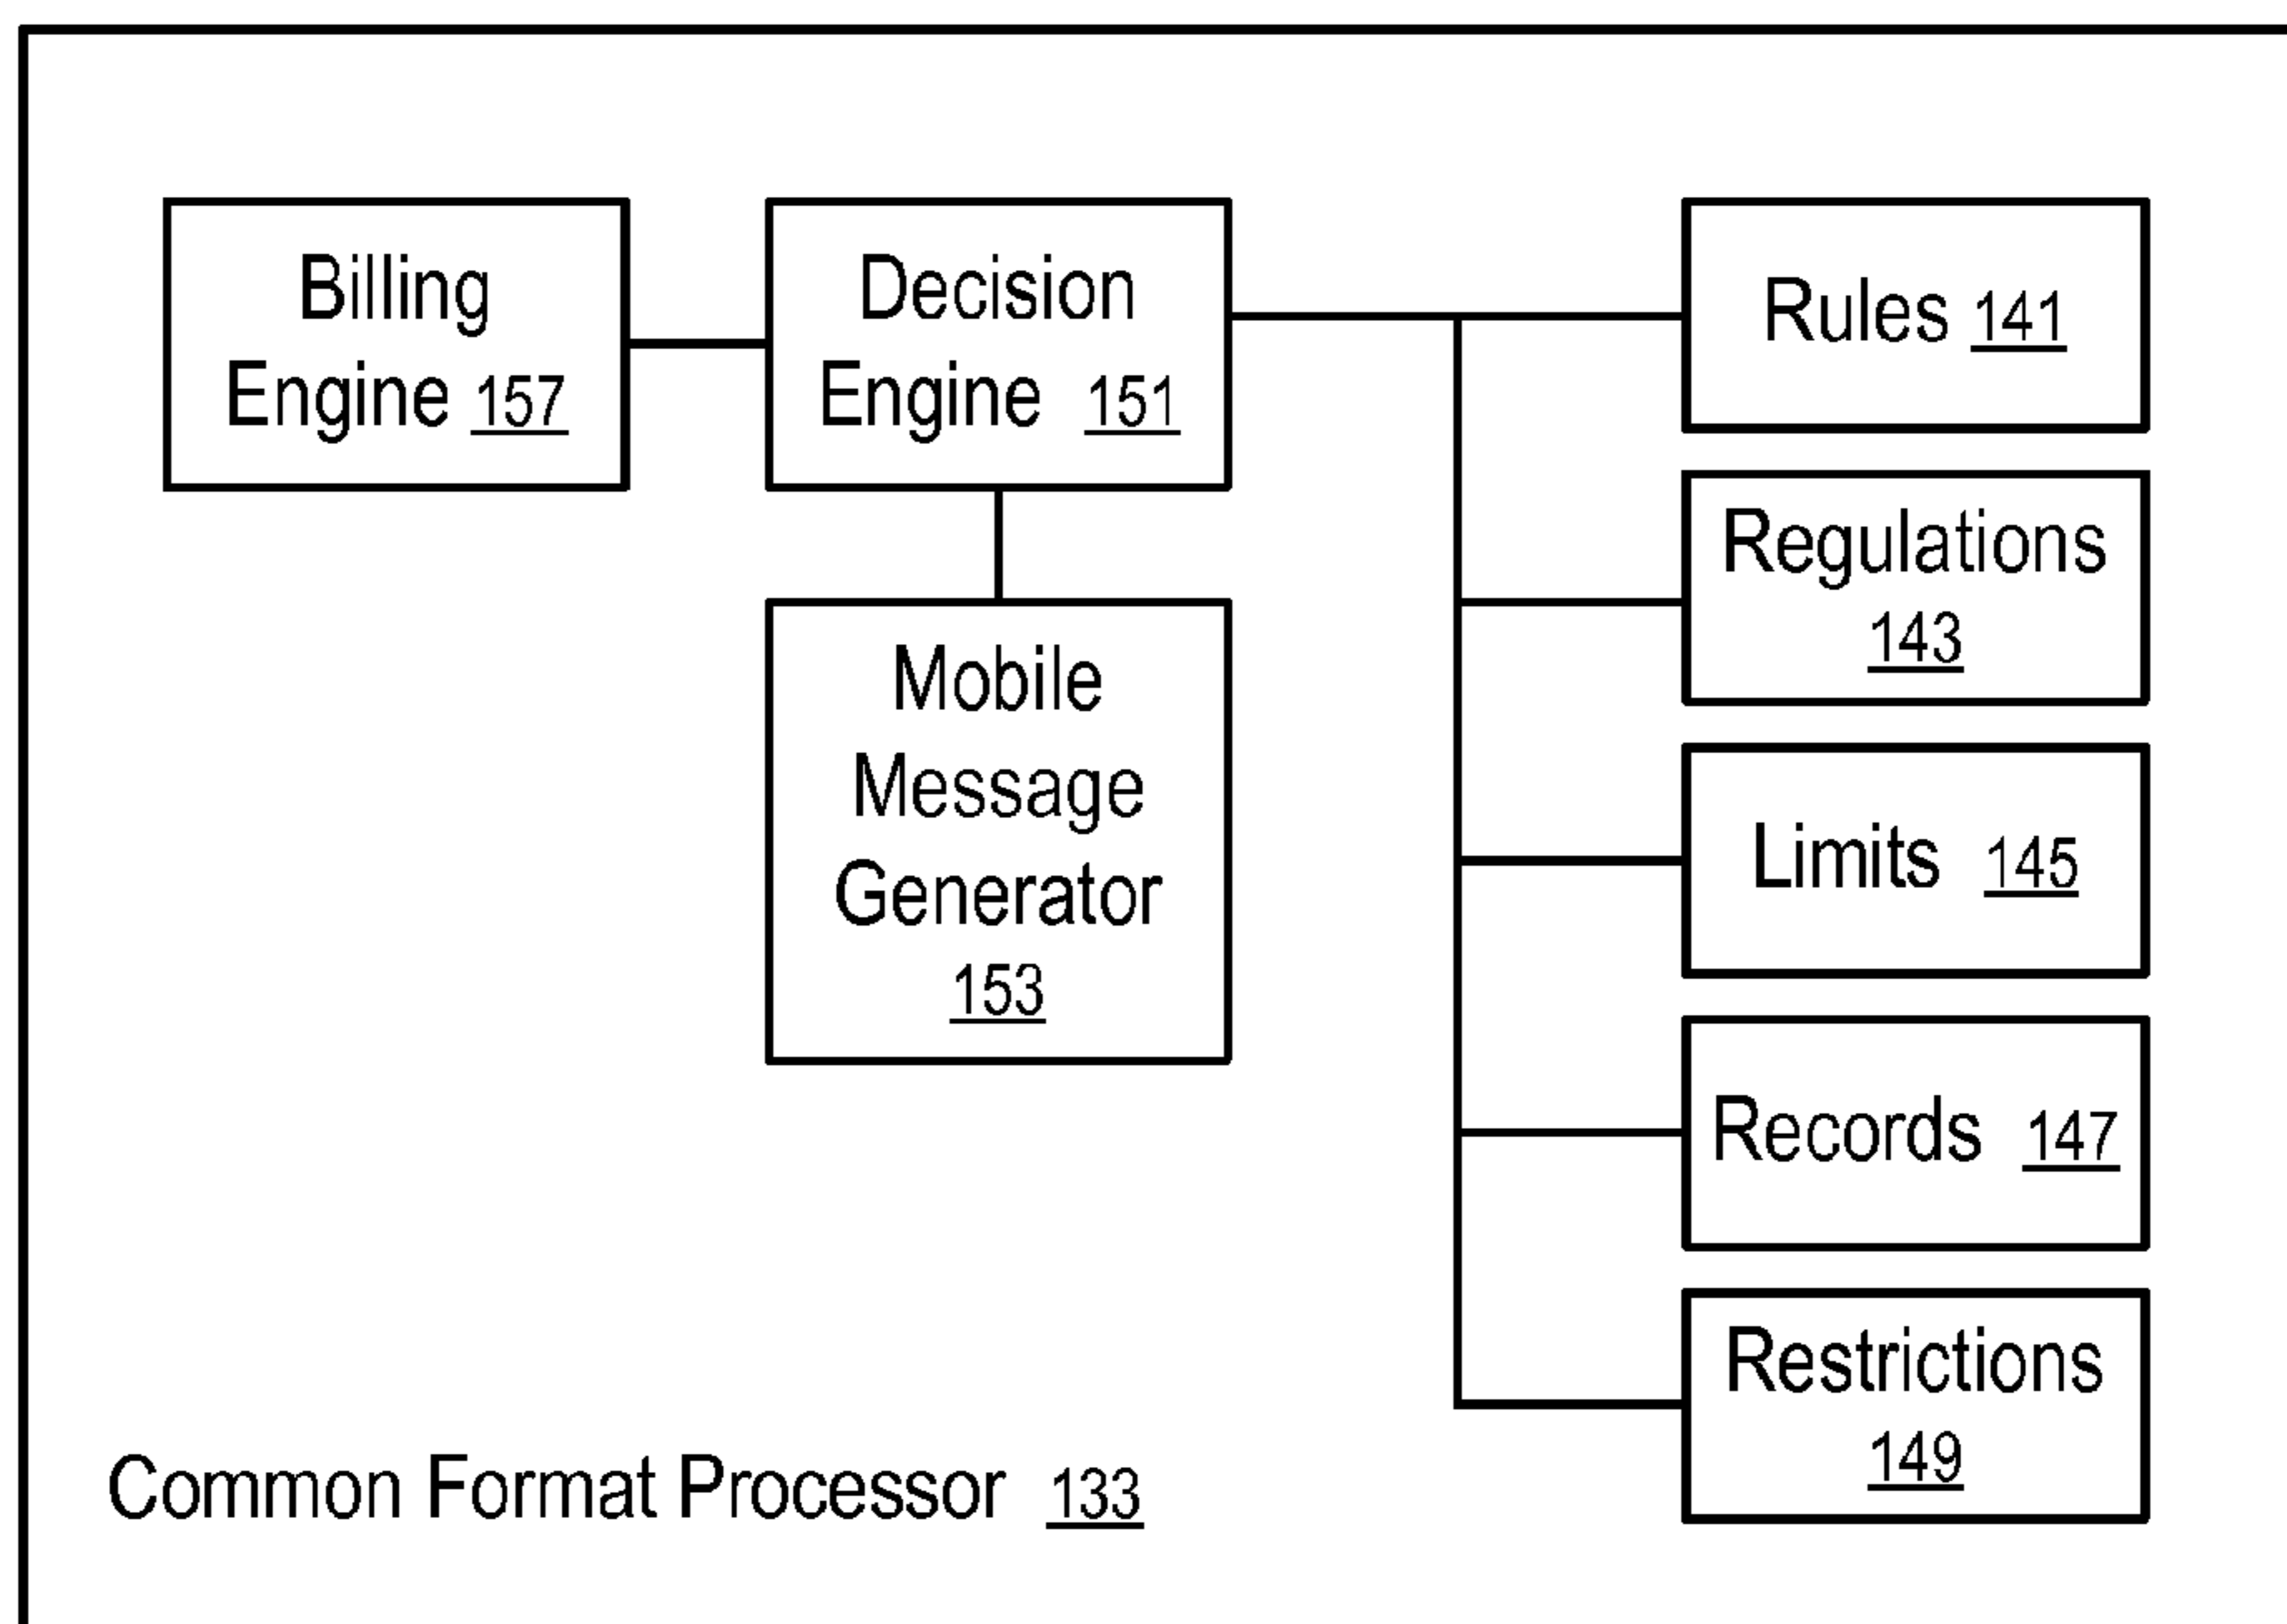 Billing
Engine 157
Decision
Engine 151
Mobile
Message
Generator
153
Rules 141
Regulations
143
Limits 145
Records 147
Restrictions
149
Common Format Processor 133